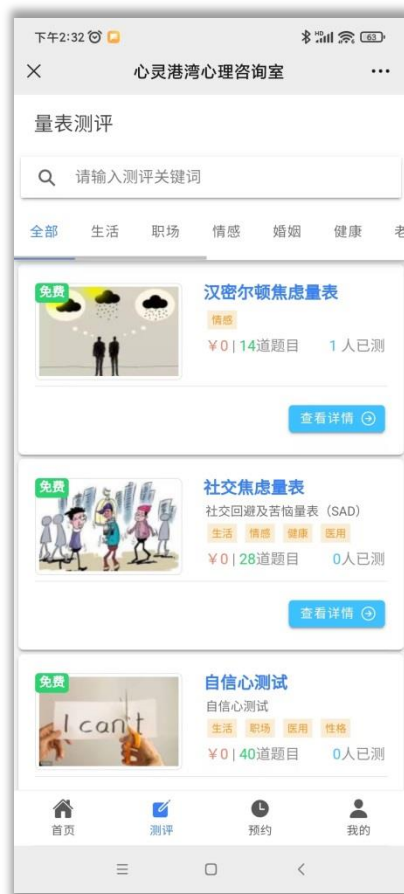 下午2:32
HD 63
心灵港湾心理咨询室
量表测评
请输入测评关键词
全部 生活 职场 情感 婚姻 健康 老
免费
汉密尔顿焦虑量表
情感
￥0 | 14道题目 1 人已测
查看详情
免费
社交焦虑量表
社交回避及苦恼量表（SAD）
生活 情感 健康 医用
￥0 | 28道题目 0人已测
查看详情
免费
I can't
自信心测试
自信心测试
生活 职场 医用 性格
￥0 | 40道题目 0人已测
首页 测评 预约 我的